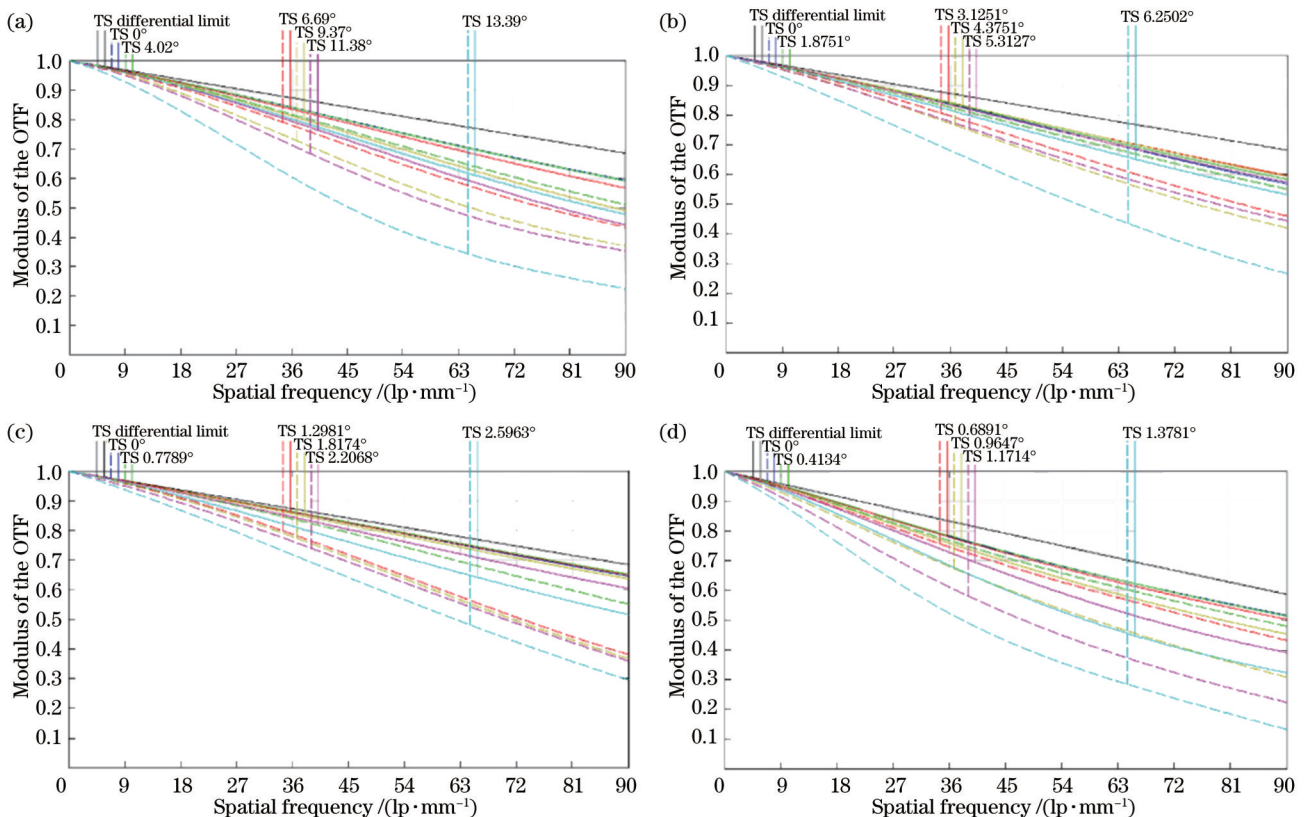 (a)
TS differential limit
TS 0°
TS 4.02°
TS 6.69°
TS 9.37°
TS 11.38°
TS 13.39°
Modulus of the OTF
1.0
0.9
0.8
0.7
0.6
0.5
0.4
0.3
0.2
0.1
0 9 18 27 36 45 54 63 72 81 90
Spatial frequency /(lp·mm⁻¹)
(b)
TS differential limit
TS 0°
TS 1.8751°
TS 3.1251°
TS 4.3751°
TS 5.3127°
TS 6.2502°
Modulus of the OTF
1.0
0.9
0.8
0.7
0.6
0.5
0.4
0.3
0.2
0.1
0 9 18 27 36 45 54 63 72 81 90
Spatial frequency /(lp·mm⁻¹)
(c)
TS differential limit
TS 0°
TS 0.7789°
TS 1.2981°
TS 1.8174°
TS 2.2068°
TS 2.5963°
Modulus of the OTF
1.0
0.9
0.8
0.7
0.6
0.5
0.4
0.3
0.2
0.1
0 9 18 27 36 45 54 63 72 81 90
Spatial frequency /(lp·mm⁻¹)
(d)
TS differential limit
TS 0°
TS 0.4134°
TS 0.6891°
TS 0.9647°
TS 1.1714°
TS 1.3781°
Modulus of the OTF
1.0
0.9
0.8
0.7
0.6
0.5
0.4
0.3
0.2
0.1
0 9 18 27 36 45 54 63 72 81 90
Spatial frequency /(lp·mm⁻¹)